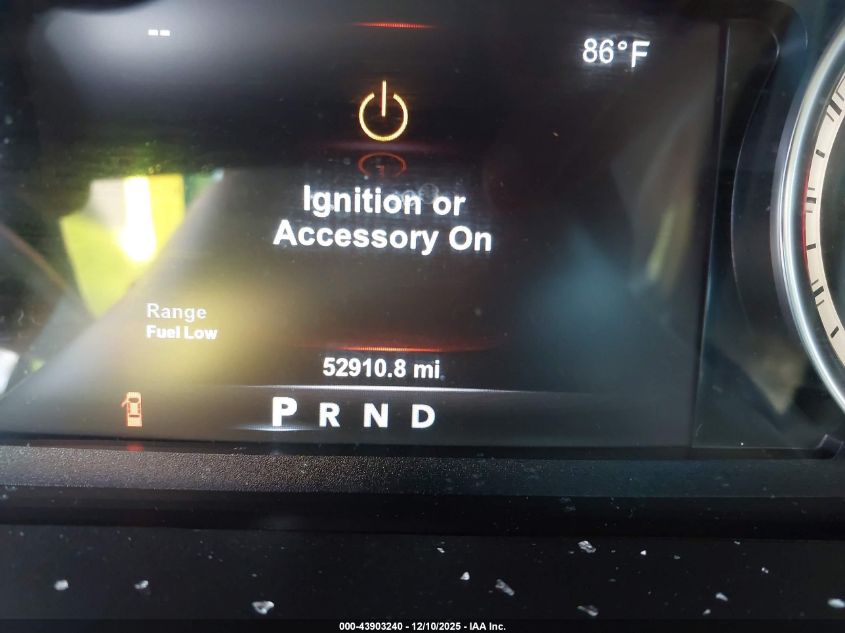 --
86°F
Ignition or
Accessory On
Range
Fuel Low
52910.8 mi
P R N D
000-43903240 - 12/10/2025 - IAA Inc.